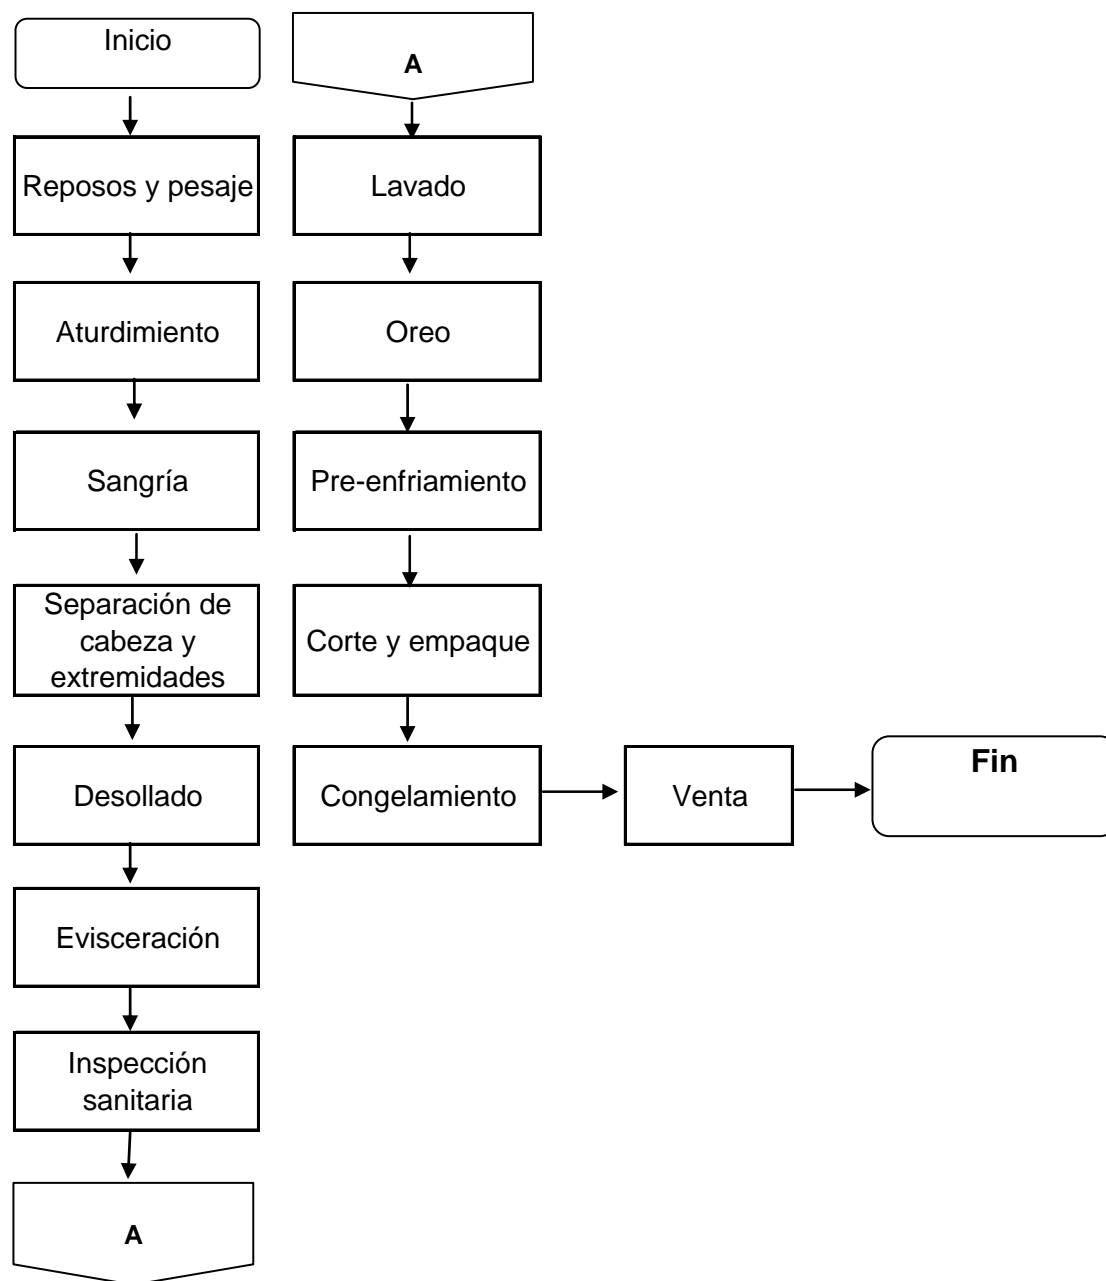 Inicio
Reposos y pesaje
Aturdimiento
Sangría
Separación de
cabeza y
extremidades
Desollado
Evisceración
Inspección
sanitaria
A
A
Lavado
Oreo
Pre-enfriamiento
Corte y empaque
Congelamiento
Venta
Fin